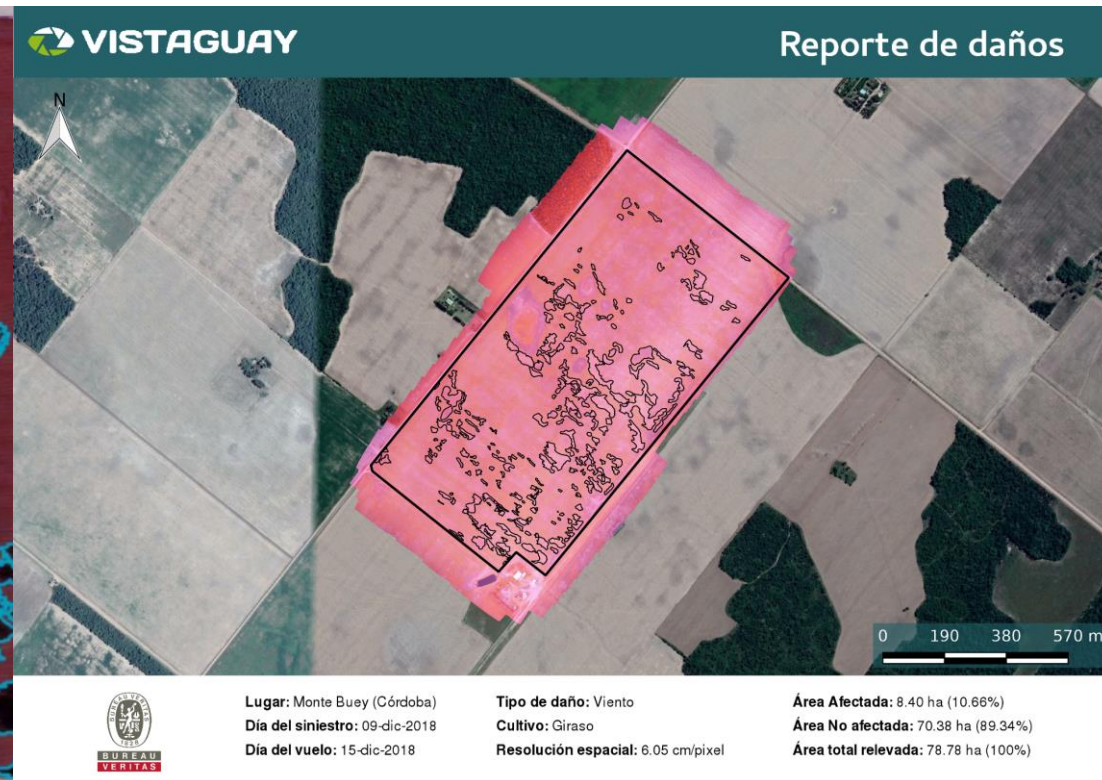 VISTAGUAY
Reporte de daños
N
0 190 380 570 m
BUREAU VERITAS
1828
BUREAU
VERITAS
Lugar: Monte Buey (Córdoba)
Día del siniestro: 09-dic-2018
Día del vuelo: 15-dic-2018
Tipo de daño: Viento
Cultivo: Giraso
Resolución espacial: 6.05 cm/pixel
Área Afectada: 8.40 ha (10.66%)
Área No afectada: 70.38 ha (89.34%)
Área total relevada: 78.78 ha (100%)